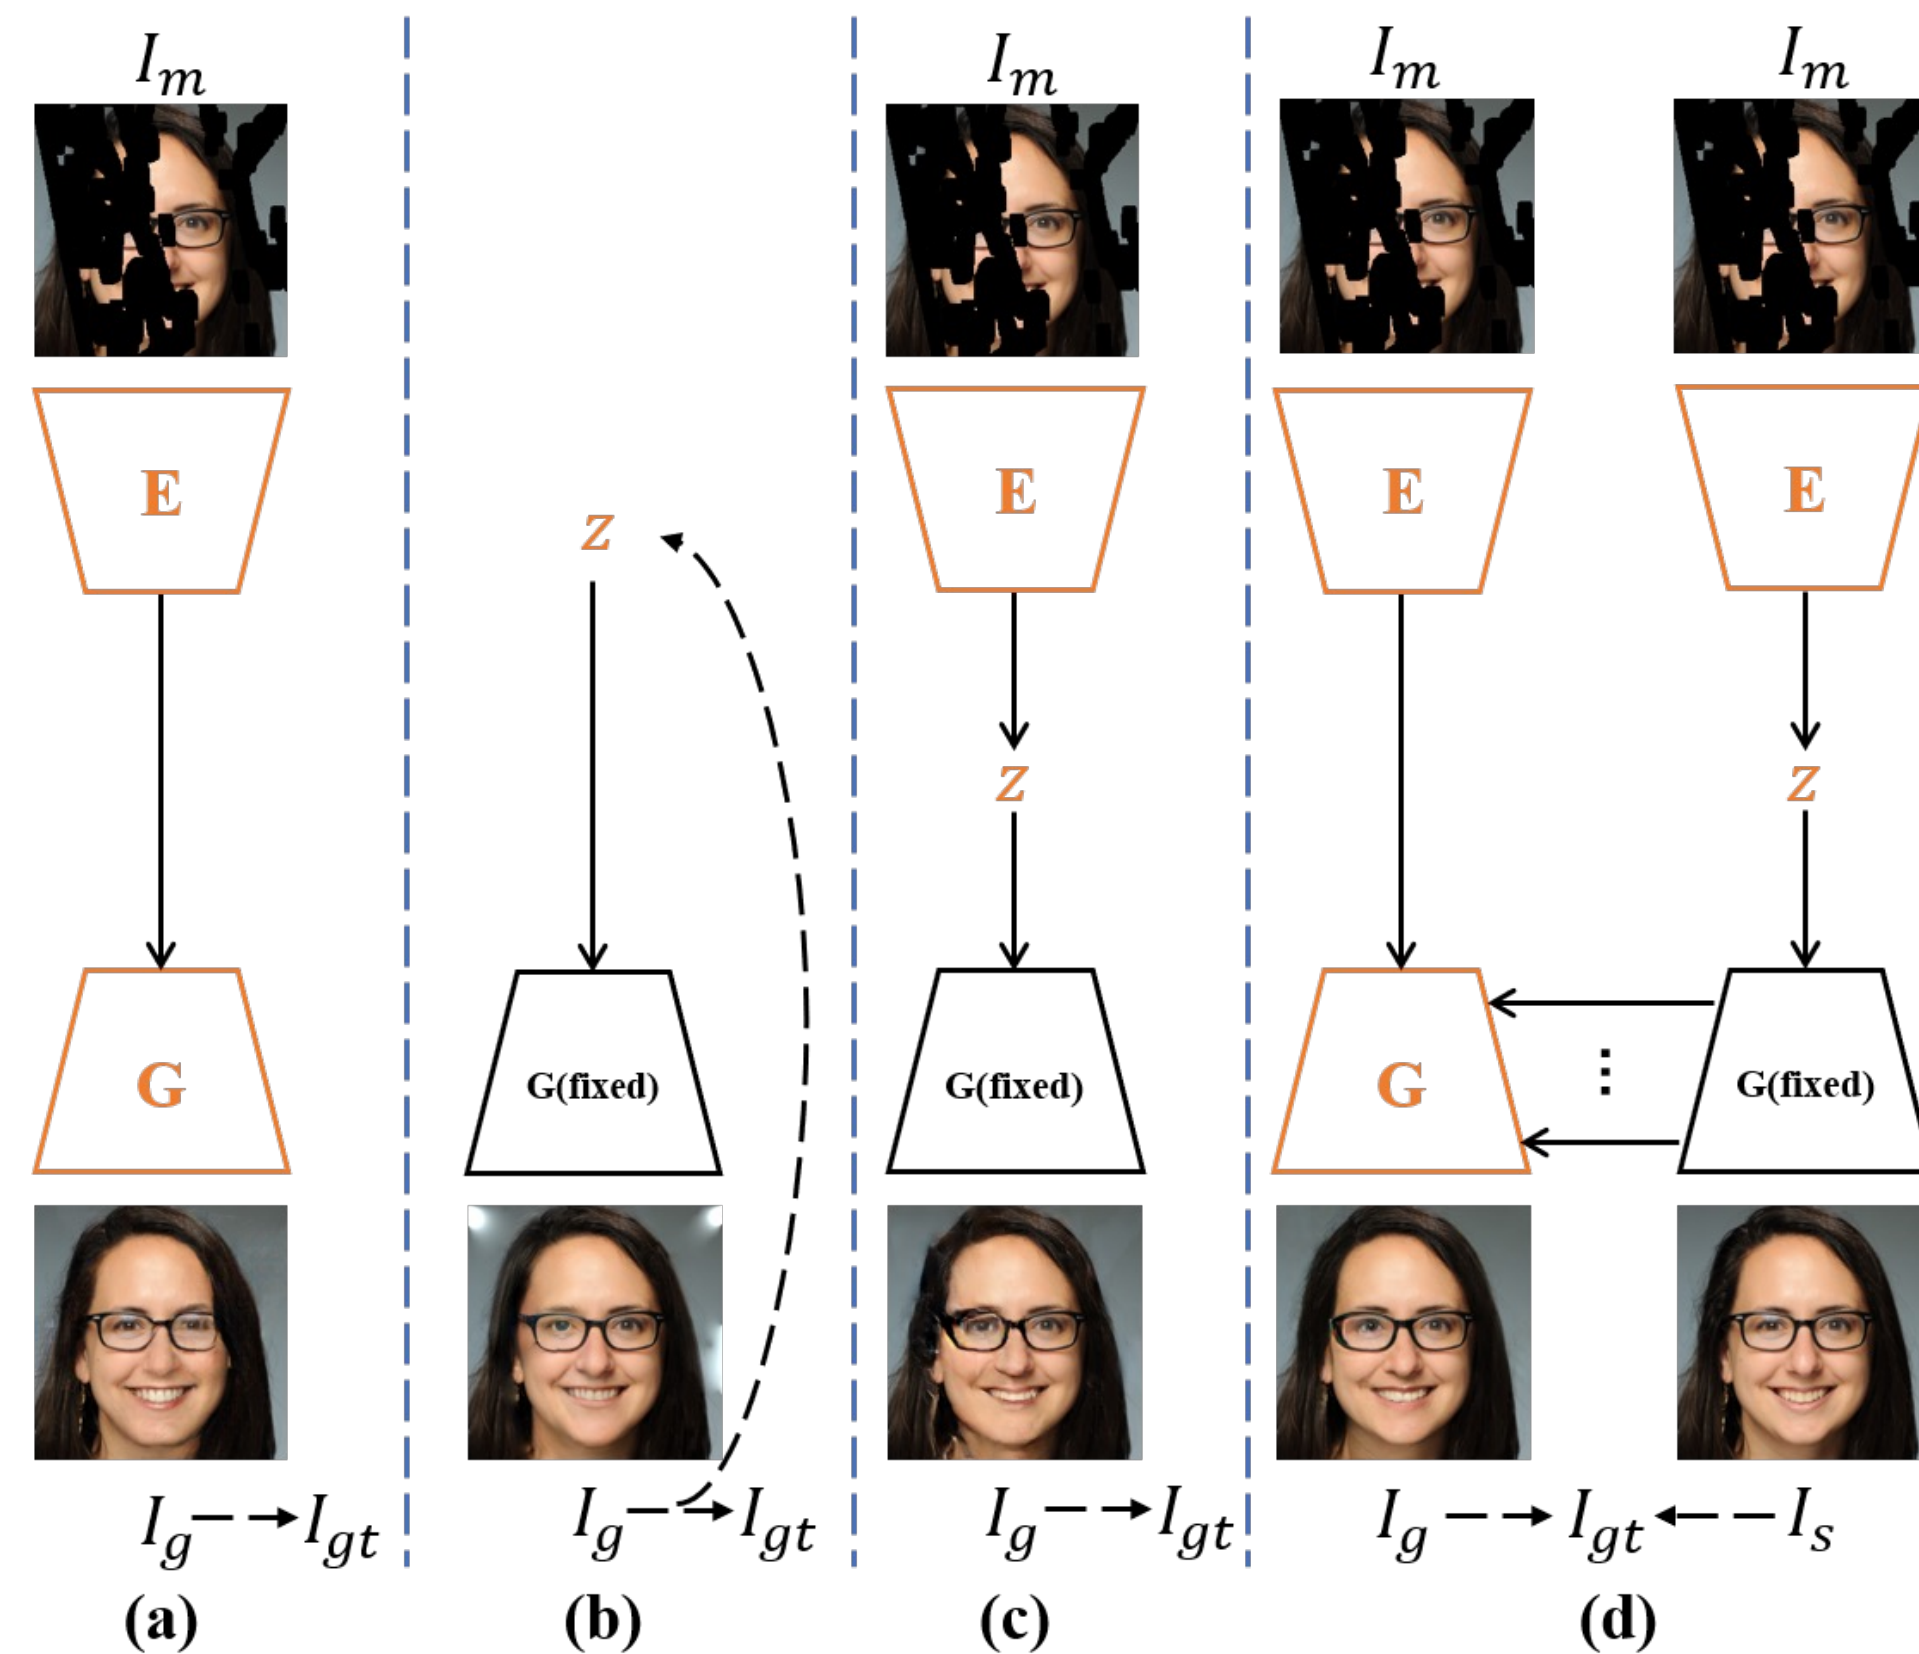 I_m I_m I_m I_m
E E E E
z
z z
G G(fixed) G(fixed) G G(fixed)
⋮
I_g I_gt I_g I_gt I_g I_gt I_g I_gt I_s
(a) (b) (c) (d)